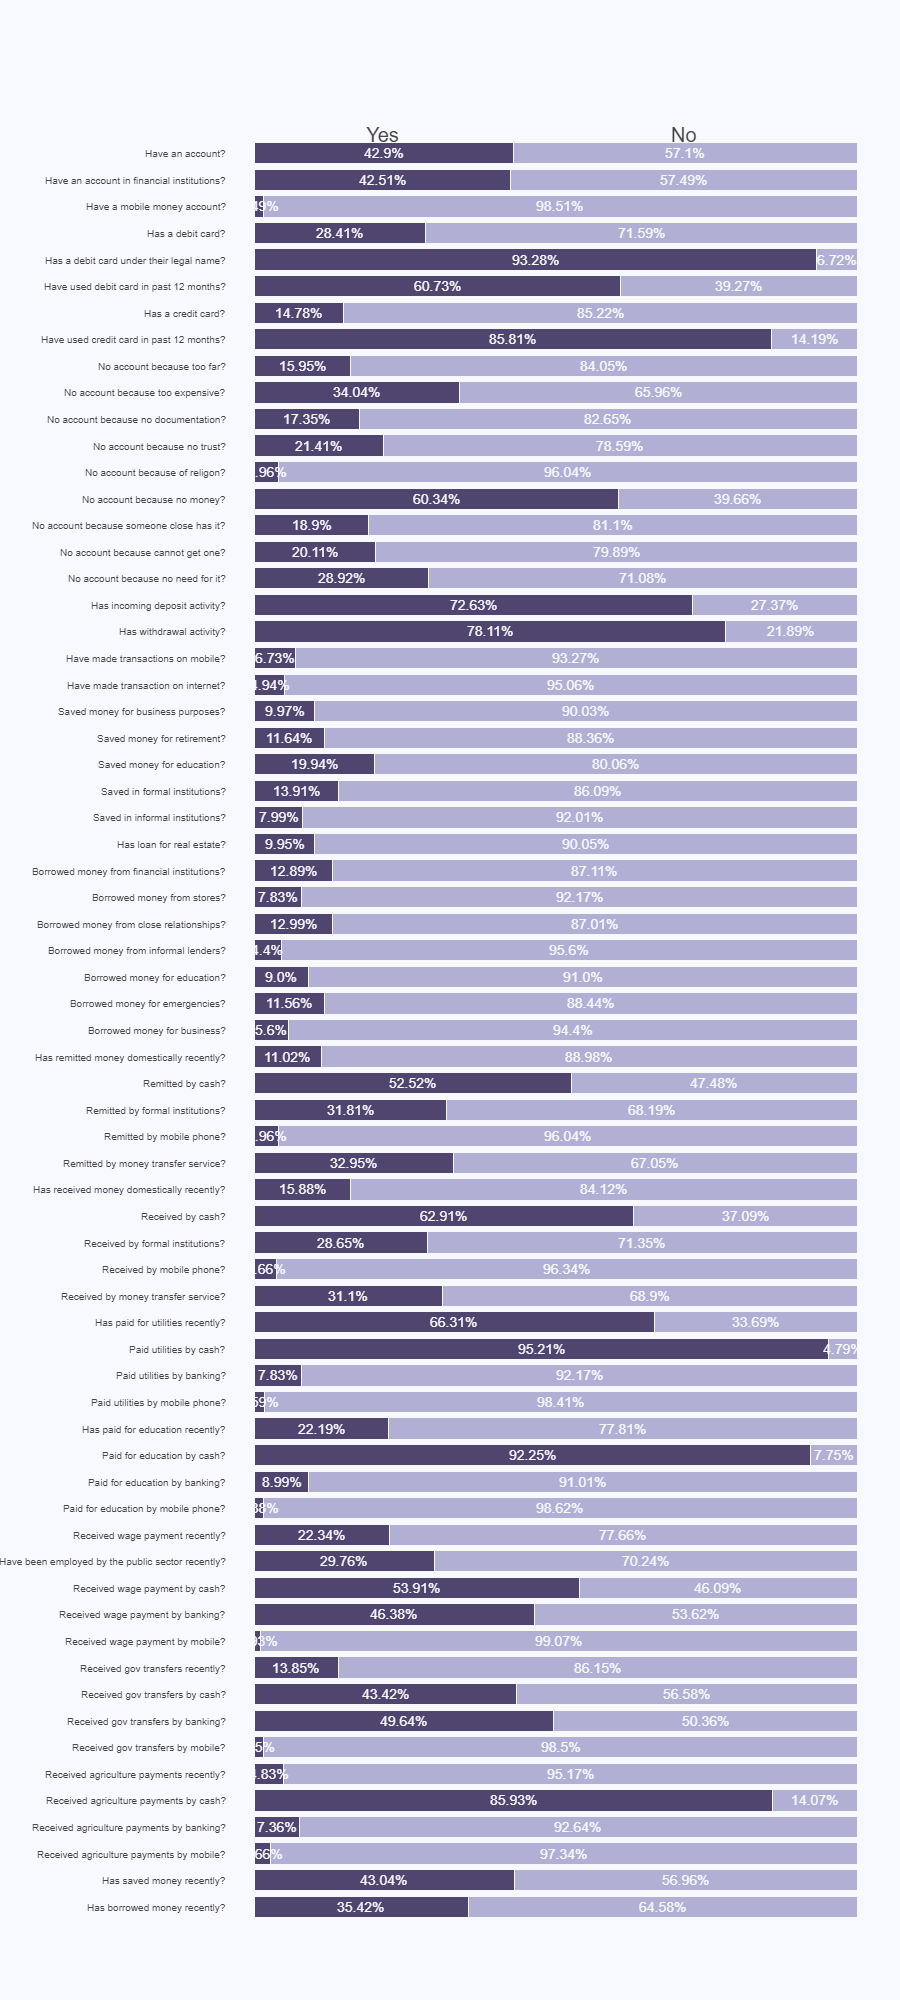 Yes No
Have an account? 42.9% 57.1%
Have an account in financial institutions? 42.51% 57.49%
Have a mobile money account? 49% 98.51%
Has a debit card? 28.41% 71.59%
Has a debit card under their legal name? 93.28% 6.72%
Have used debit card in past 12 months? 60.73% 39.27%
Has a credit card? 14.78% 85.22%
Have used credit card in past 12 months? 85.81% 14.19%
No account because too far? 15.95% 84.05%
No account because too expensive? 34.04% 65.96%
No account because no documentation? 17.35% 82.65%
No account because no trust? 21.41% 78.59%
No account because of religon? .96% 96.04%
No account because no money? 60.34% 39.66%
No account because someone close has it? 18.9% 81.1%
No account because cannot get one? 20.11% 79.89%
No account because no need for it? 28.92% 71.08%
Has incoming deposit activity? 72.63% 27.37%
Has withdrawal activity? 78.11% 21.89%
Have made transactions on mobile? 6.73% 93.27%
Have made transaction on internet? 4.94% 95.06%
Saved money for business purposes? 9.97% 90.03%
Saved money for retirement? 11.64% 88.36%
Saved money for education? 19.94% 80.06%
Saved in formal institutions? 13.91% 86.09%
Saved in informal institutions? 7.99% 92.01%
Has loan for real estate? 9.95% 90.05%
Borrowed money from financial institutions? 12.89% 87.11%
Borrowed money from stores? 7.83% 92.17%
Borrowed money from close relationships? 12.99% 87.01%
Borrowed money from informal lenders? 4.4% 95.6%
Borrowed money for education? 9.0% 91.0%
Borrowed money for emergencies? 11.56% 88.44%
Borrowed money for business? 5.6% 94.4%
Has remitted money domestically recently? 11.02% 88.98%
Remitted by cash? 52.52% 47.48%
Remitted by formal institutions? 31.81% 68.19%
Remitted by mobile phone? .96% 96.04%
Remitted by money transfer service? 32.95% 67.05%
Has received money domestically recently? 15.88% 84.12%
Received by cash? 62.91% 37.09%
Received by formal institutions? 28.65% 71.35%
Received by mobile phone? .66% 96.34%
Received by money transfer service? 31.1% 68.9%
Has paid for utilities recently? 66.31% 33.69%
Paid utilities by cash? 95.21% 4.79%
Paid utilities by banking? 7.83% 92.17%
Paid utilities by mobile phone? 59% 98.41%
Has paid for education recently? 22.19% 77.81%
Paid for education by cash? 92.25% 7.75%
Paid for education by banking? 8.99% 91.01%
Paid for education by mobile phone? 38% 98.62%
Received wage payment recently? 22.34% 77.66%
Have been employed by the public sector recently? 29.76% 70.24%
Received wage payment by cash? 53.91% 46.09%
Received wage payment by banking? 46.38% 53.62%
Received wage payment by mobile? 93% 99.07%
Received gov transfers recently? 13.85% 86.15%
Received gov transfers by cash? 43.42% 56.58%
Received gov transfers by banking? 49.64% 50.36%
Received gov transfers by mobile? 5% 98.5%
Received agriculture payments recently? 4.83% 95.17%
Received agriculture payments by cash? 85.93% 14.07%
Received agriculture payments by banking? 7.36% 92.64%
Received agriculture payments by mobile? 66% 97.34%
Has saved money recently? 43.04% 56.96%
Has borrowed money recently? 35.42% 64.58%